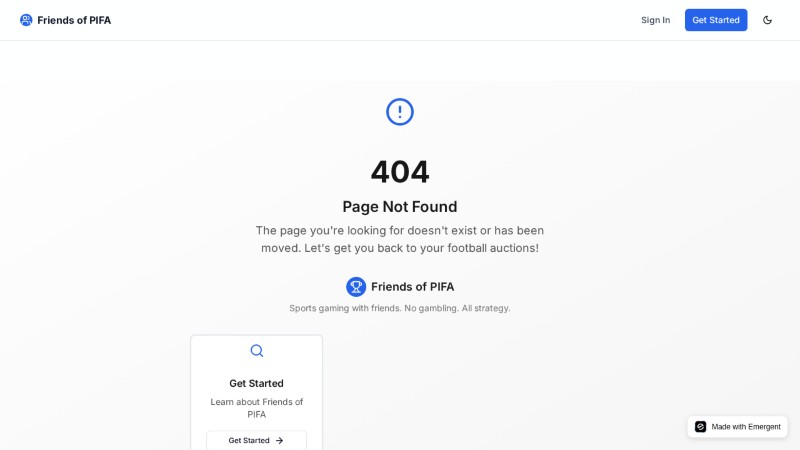 Friends of PIFA
Sign In
Get Started
404
Page Not Found
The page you're looking for doesn't exist or has been
moved. Let's get you back to your football auctions!
Friends of PIFA
Sports gaming with friends. No gambling. All strategy.
Get Started
Learn about Friends of
PIFA
Get Started
Made with Emergent